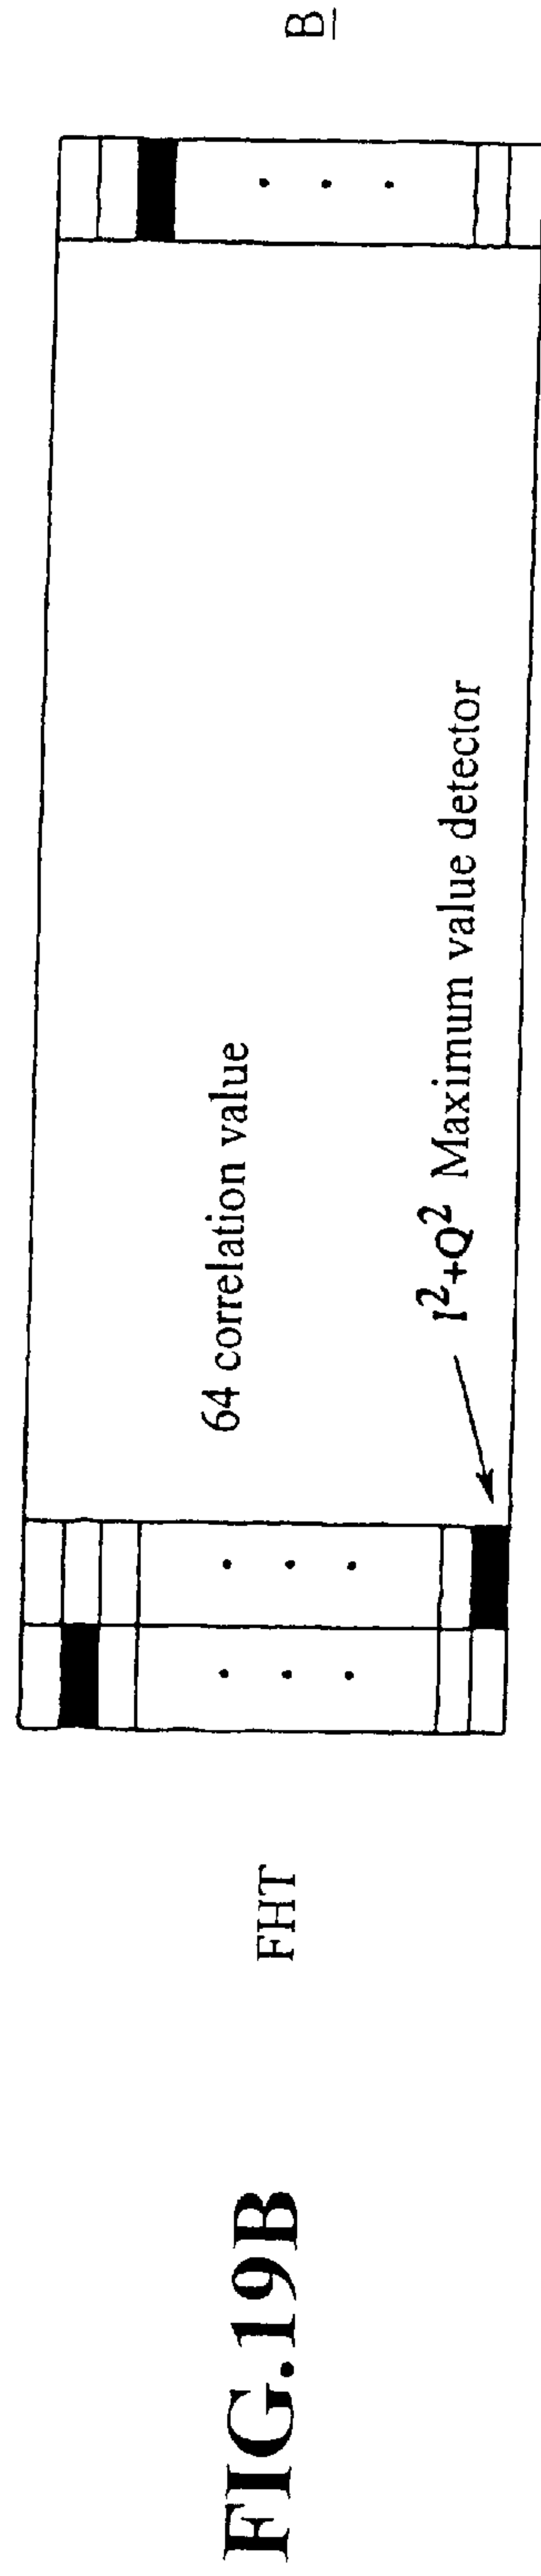 FIG.19B
FHT
64 correlation value
I²+Q² Maximum value detector
B